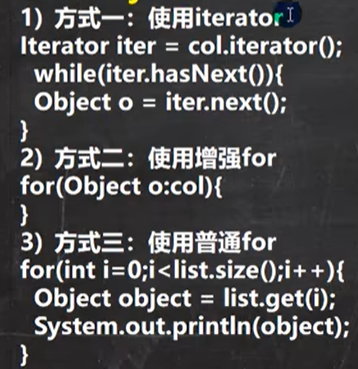 1) 方式一：使用iterator
Iterator iter = col.iterator();
while(iter.hasNext()){
Object o = iter.next();
}
2) 方式二：使用增强for
for(Object o:col){
}
3) 方式三：使用普通for
for(int i=0;i<list.size();i++){
Object object = list.get(i);
System.out.println(object);
}